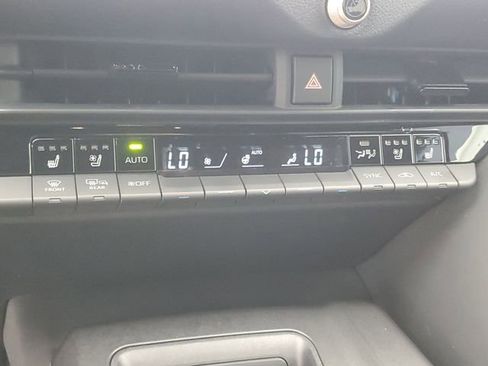 AUTO LO AUTO LO
FRONT REAR OFF SYNC A/C